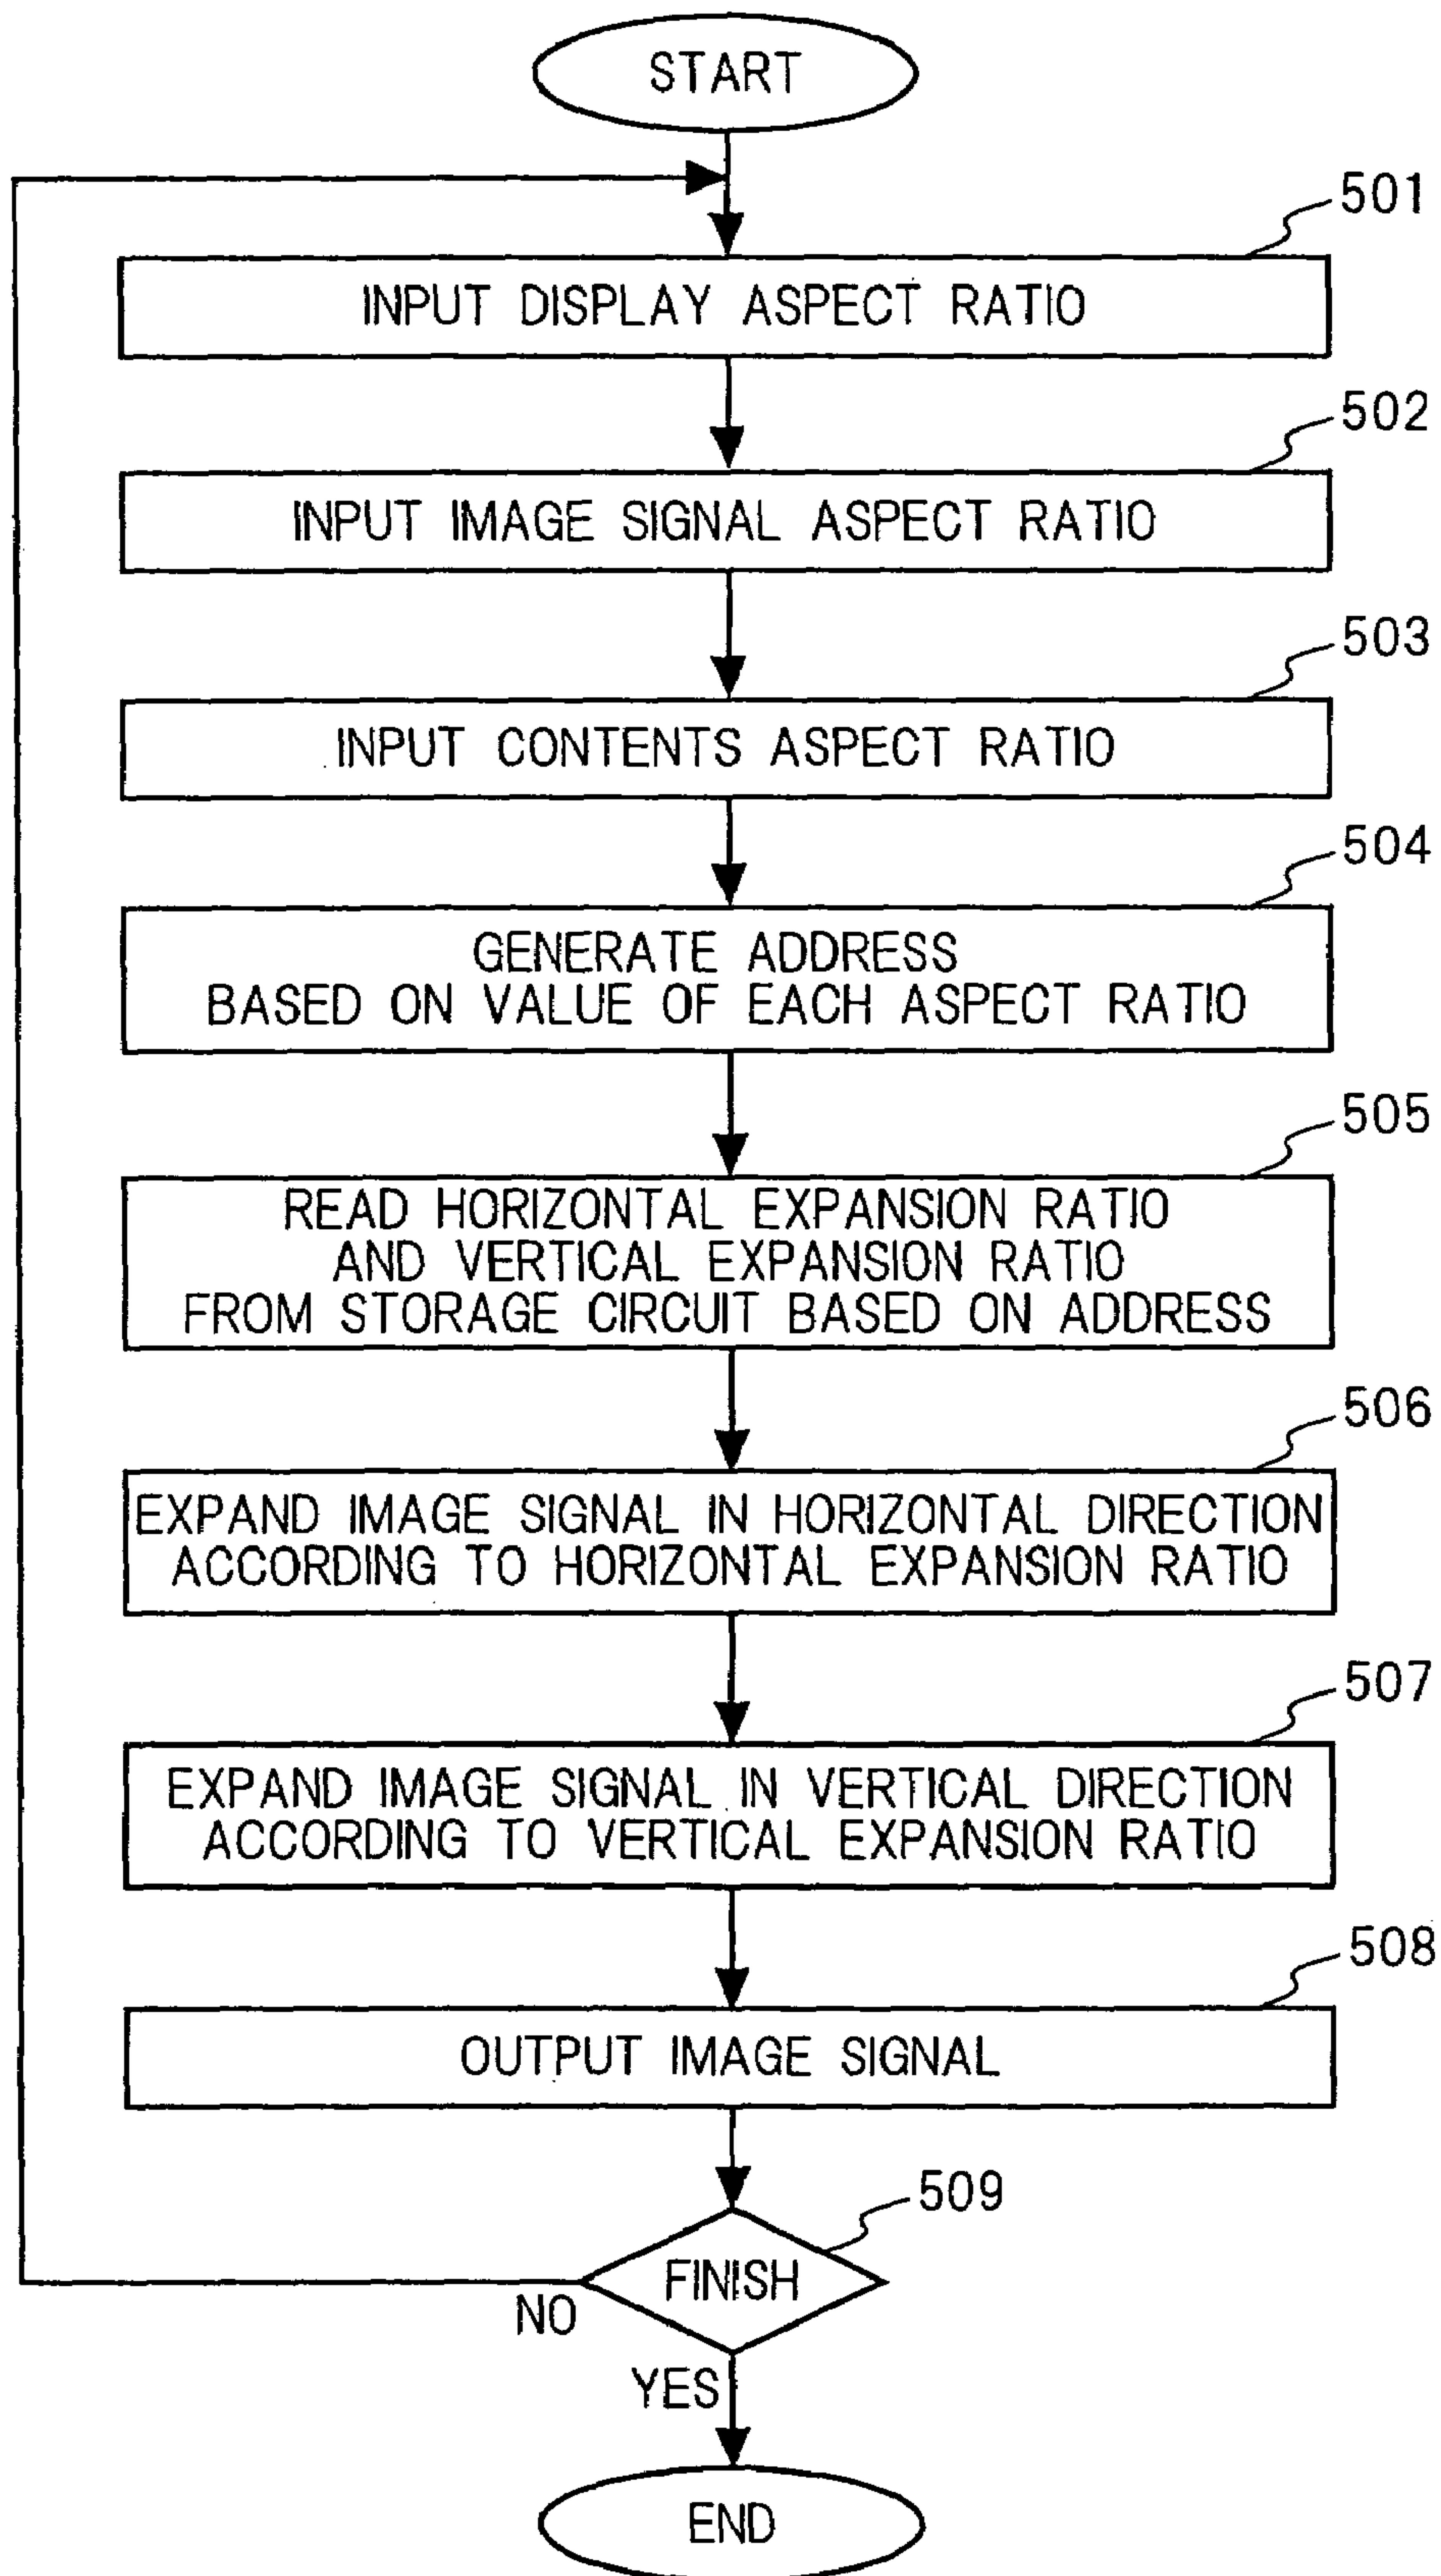 START
501
INPUT DISPLAY ASPECT RATIO
502
INPUT IMAGE SIGNAL ASPECT RATIO
503
INPUT CONTENTS ASPECT RATIO
504
GENERATE ADDRESS
BASED ON VALUE OF EACH ASPECT RATIO
505
READ HORIZONTAL EXPANSION RATIO
AND VERTICAL EXPANSION RATIO
FROM STORAGE CIRCUIT BASED ON ADDRESS
506
EXPAND IMAGE SIGNAL IN HORIZONTAL DIRECTION
ACCORDING TO HORIZONTAL EXPANSION RATIO
507
EXPAND IMAGE SIGNAL IN VERTICAL DIRECTION
ACCORDING TO VERTICAL EXPANSION RATIO
508
OUTPUT IMAGE SIGNAL
509
FINISH
NO
YES
END